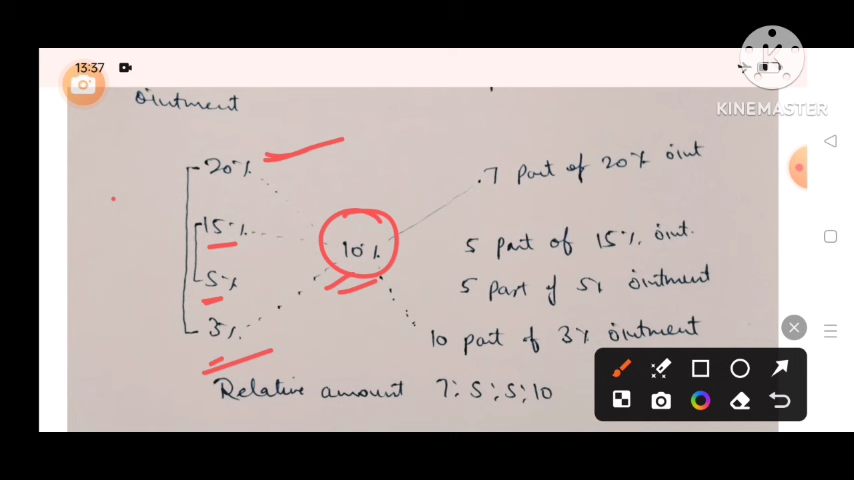 13:37
KINEMASTER
ointment
20%
7 part of 20% oint
15%
10%
5 part of 15% oint.
5%
5 part of 5% ointment
3%
10 part of 3% ointment
Relative amount 7:5:5:10